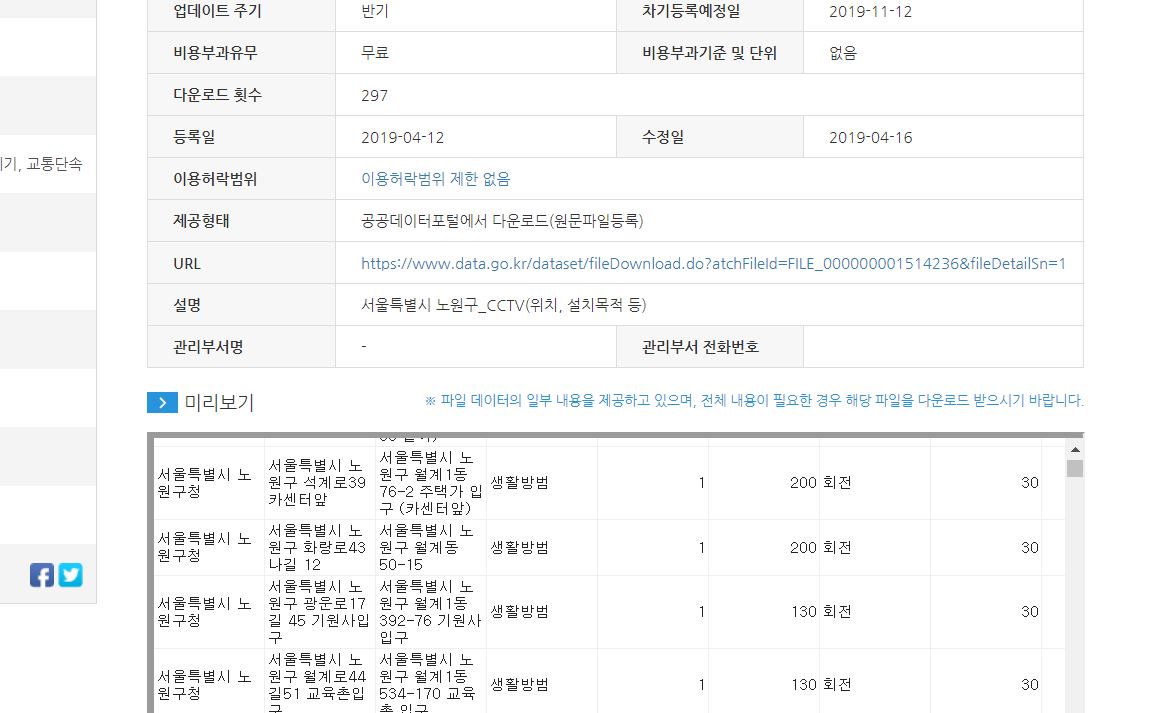 업데이트 주기 반기 차기등록예정일 2019-11-12
비용부과유무 무료 비용부과기준 및 단위 없음
다운로드 횟수 297
등록일 2019-04-12 수정일 2019-04-16
기, 교통단속
이용허락범위 이용허락범위 제한 없음
제공형태 공공데이터포털에서 다운로드(원문파일등록)
URL https://www.data.go.kr/dataset/fileDownload.do?atchFileId=FILE_000000001514236&fileDetailSn=1
설명 서울특별시 노원구_CCTV(위치, 설치목적 등)
관리부서명 - 관리부서 전화번호
미리보기 ※ 파일 데이터의 일부 내용을 제공하고 있으며, 전체 내용이 필요한 경우 해당 파일을 다운로드 받으시기 바랍니다.
서울특별시 노
원구청
서울특별시 노
원구 석계로39
카센터앞
서울특별시 노
원구 월계1동
76-2 주택가 입
구 (카센터앞)
생활방범 1 200 회전 30
서울특별시 노
원구청
서울특별시 노
원구 화랑로43
나길 12
서울특별시 노
원구 월계동
50-15
생활방범 1 200 회전 30
서울특별시 노
원구청
서울특별시 노
원구 광운로17
길 45 기원사입
구
서울특별시 노
원구 월계1동
392-76 기원사
입구
생활방범 1 130 회전 30
서울특별시 노
원구청
서울특별시 노
원구 월계로44
길51 교육촌입
구
서울특별시 노
원구 월계1동
534-170 교육
촌 입구
생활방범 1 130 회전 30